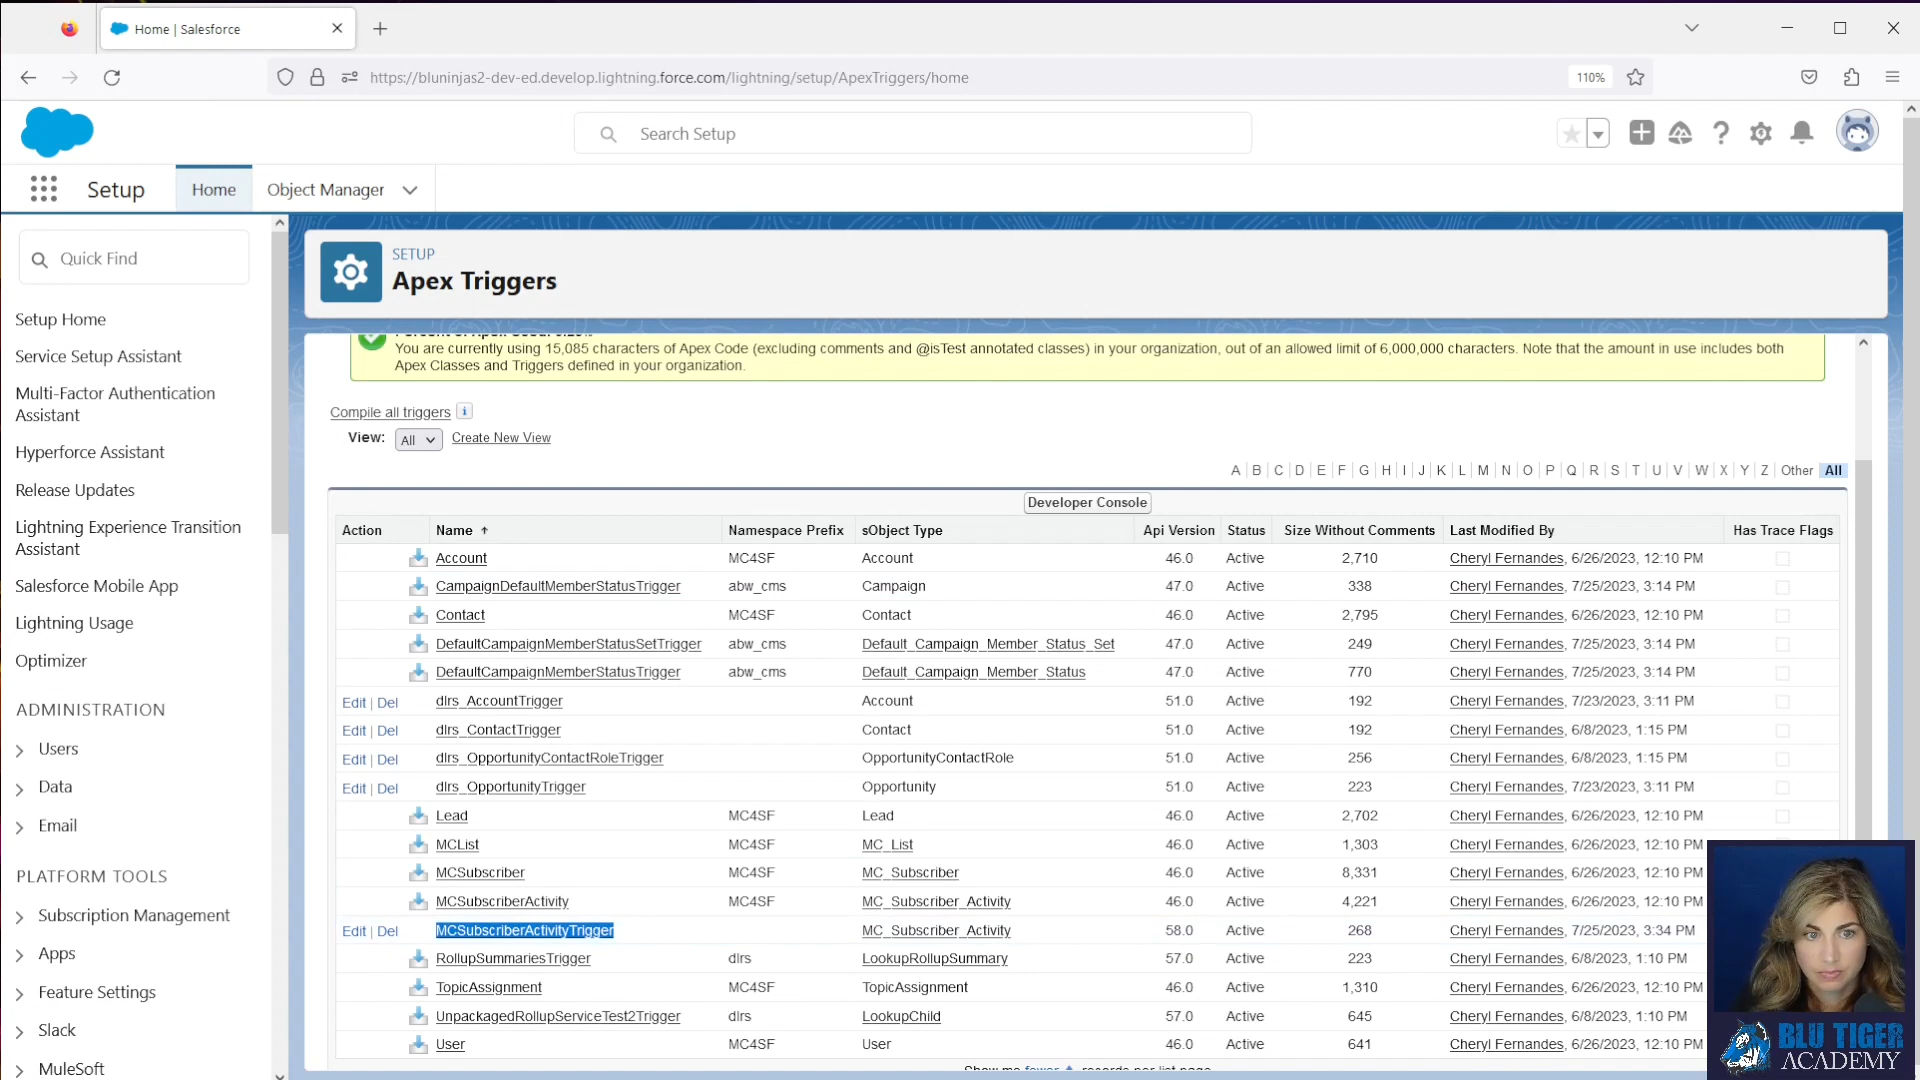 Home | Salesforce
https://bluninjas2-dev-ed.develop.lightning.force.com/lightning/setup/ApexTriggers/home
110%
Search Setup
Setup
Home
Object Manager
Quick Find
Setup Home
Service Setup Assistant
Multi-Factor Authentication
Assistant
Hyperforce Assistant
Release Updates
Lightning Experience Transition
Assistant
Salesforce Mobile App
Lightning Usage
Optimizer
ADMINISTRATION
Users
Data
Email
PLATFORM TOOLS
Subscription Management
Apps
Feature Settings
Slack
MuleSoft
SETUP
Apex Triggers
You are currently using 15,085 characters of Apex Code (excluding comments and @isTest annotated classes) in your organization, out of an allowed limit of 6,000,000 characters. Note that the amount in use includes both
Apex Classes and Triggers defined in your organization.
Compile all triggers i
View: All Create New View
A | B | C | D | E | F | G | H | I | J | K | L | M | N | O | P | Q | R | S | T | U | V | W | X | Y | Z | Other All
Developer Console
Action Name ↑ Namespace Prefix sObject Type Api Version Status Size Without Comments Last Modified By Has Trace Flags
Account MC4SF Account 46.0 Active 2,710 Cheryl Fernandes, 6/26/2023, 12:10 PM
CampaignDefaultMemberStatusTrigger abw_cms Campaign 47.0 Active 338 Cheryl Fernandes, 7/25/2023, 3:14 PM
Contact MC4SF Contact 46.0 Active 2,795 Cheryl Fernandes, 6/26/2023, 12:10 PM
DefaultCampaignMemberStatusSetTrigger abw_cms Default_Campaign_Member_Status_Set 47.0 Active 249 Cheryl Fernandes, 7/25/2023, 3:14 PM
DefaultCampaignMemberStatusTrigger abw_cms Default_Campaign_Member_Status 47.0 Active 770 Cheryl Fernandes, 7/25/2023, 3:14 PM
Edit | Del dlrs_AccountTrigger Account 51.0 Active 192 Cheryl Fernandes, 7/23/2023, 3:11 PM
Edit | Del dlrs_ContactTrigger Contact 51.0 Active 192 Cheryl Fernandes, 6/8/2023, 1:15 PM
Edit | Del dlrs_OpportunityContactRoleTrigger OpportunityContactRole 51.0 Active 256 Cheryl Fernandes, 6/8/2023, 1:15 PM
Edit | Del dlrs_OpportunityTrigger Opportunity 51.0 Active 223 Cheryl Fernandes, 7/23/2023, 3:11 PM
Lead MC4SF Lead 46.0 Active 2,702 Cheryl Fernandes, 6/26/2023, 12:10 PM
MCList MC4SF MC_List 46.0 Active 1,303 Cheryl Fernandes, 6/26/2023, 12:10 PM
MCSubscriber MC4SF MC_Subscriber 46.0 Active 8,331 Cheryl Fernandes, 6/26/2023, 12:10 PM
MCSubscriberActivity MC4SF MC_Subscriber_Activity 46.0 Active 4,221 Cheryl Fernandes, 6/26/2023, 12:10 PM
Edit | Del MCSubscriberActivityTrigger MC_Subscriber_Activity 58.0 Active 268 Cheryl Fernandes, 7/25/2023, 3:34 PM
RollupSummariesTrigger dlrs LookupRollupSummary 57.0 Active 223 Cheryl Fernandes, 6/8/2023, 1:10 PM
TopicAssignment MC4SF TopicAssignment 46.0 Active 1,310 Cheryl Fernandes, 6/26/2023, 12:10 PM
UnpackagedRollupServiceTest2Trigger dlrs LookupChild 57.0 Active 645 Cheryl Fernandes, 6/8/2023, 1:10 PM
User MC4SF User 46.0 Active 641 Cheryl Fernandes, 6/26/2023, 12:10 PM
BLU TIGER
ACADEMY